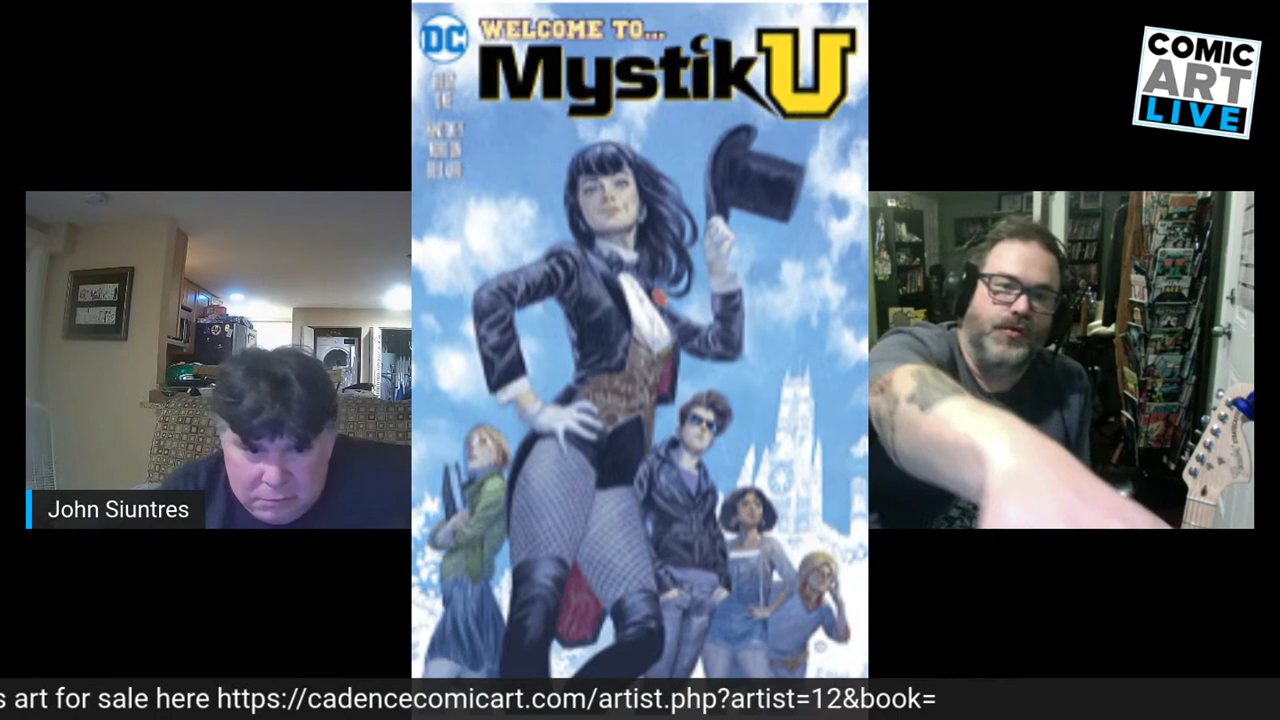 DC
WELCOME TO...
MystikU
COMIC
ART
LIVE
John Siuntres
s art for sale here https://cadencecomicart.com/artist.php?artist=12&book=